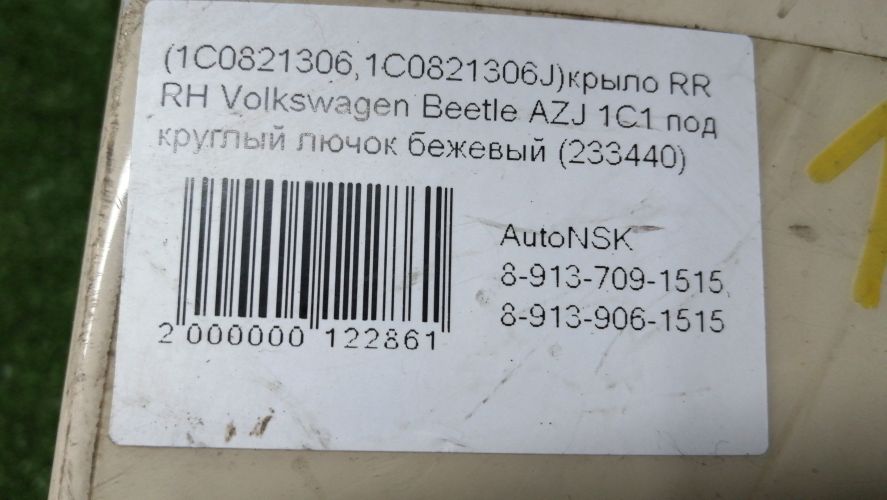 (1C0821306,1C0821306J)крыло RR
RH Volkswagen Beetle AZJ 1C1 под
круглый лючок бежевый (233440)
AutoNSK
8-913-709-1515,
8-913-906-1515
2 000000 122861